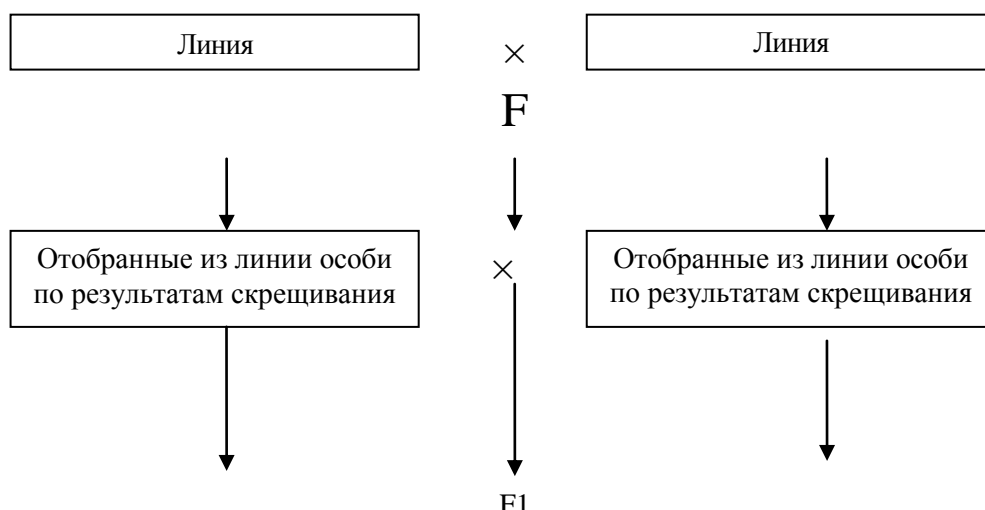 Линия × Линия
F
Отобранные из линии особи
по результатам скрещивания
×
Отобранные из линии особи
по результатам скрещивания
F1